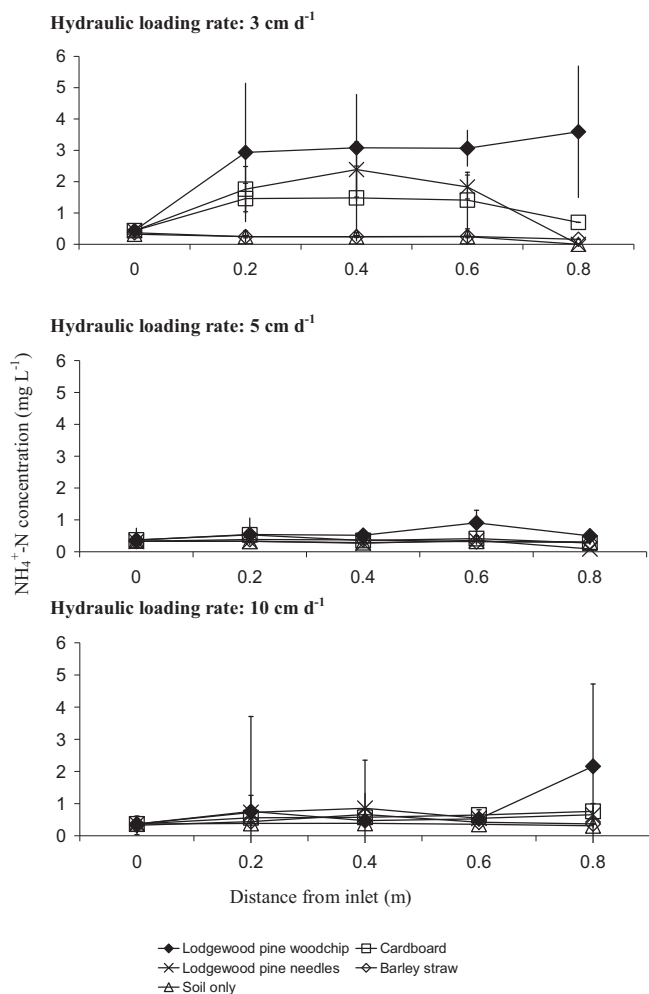 Hydraulic loading rate: 3 cm d⁻¹
6
5
4
3
2
1
0
0 0.2 0.4 0.6 0.8
Hydraulic loading rate: 5 cm d⁻¹
6
5
4
3
2
1
0
0 0.2 0.4 0.6 0.8
NH₄⁺-N concentration (mg L⁻¹)
Hydraulic loading rate: 10 cm d⁻¹
6
5
4
3
2
1
0
0 0.2 0.4 0.6 0.8
Distance from inlet (m)
Lodgewood pine woodchip Cardboard
Lodgewood pine needles Barley straw
Soil only